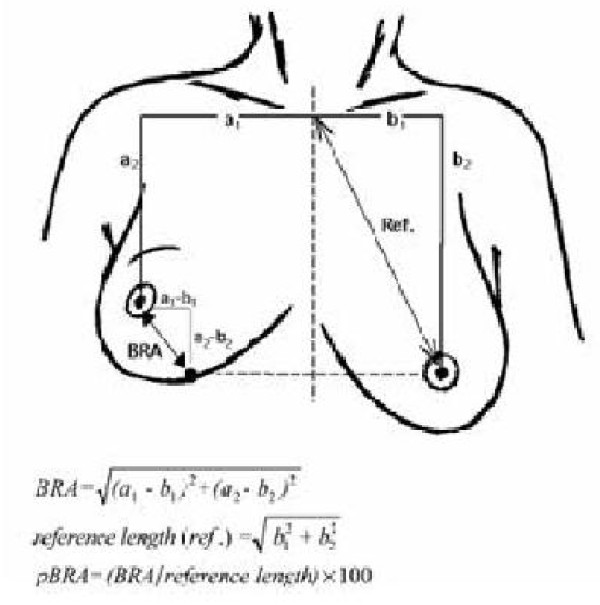 a₁ b₁
a₂ b₂
Ref.
a₁-b₁
a₂-b₂
BRA
BRA=√(a₁ - b₁)²+(a₂ - b₂)²
reference length (ref.) =√b₁² + b₂²
pBRA= (BRA/reference length)×100